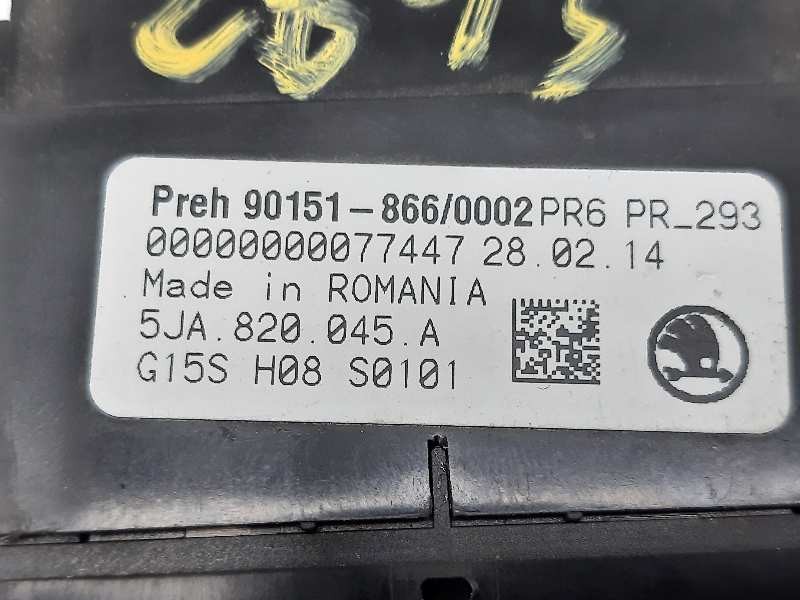 Preh 90151-866/0002 PR6 PR_293
00000000077447 28.02.14
Made in ROMANIA
5JA.820.045.A
G15S H08 S0101